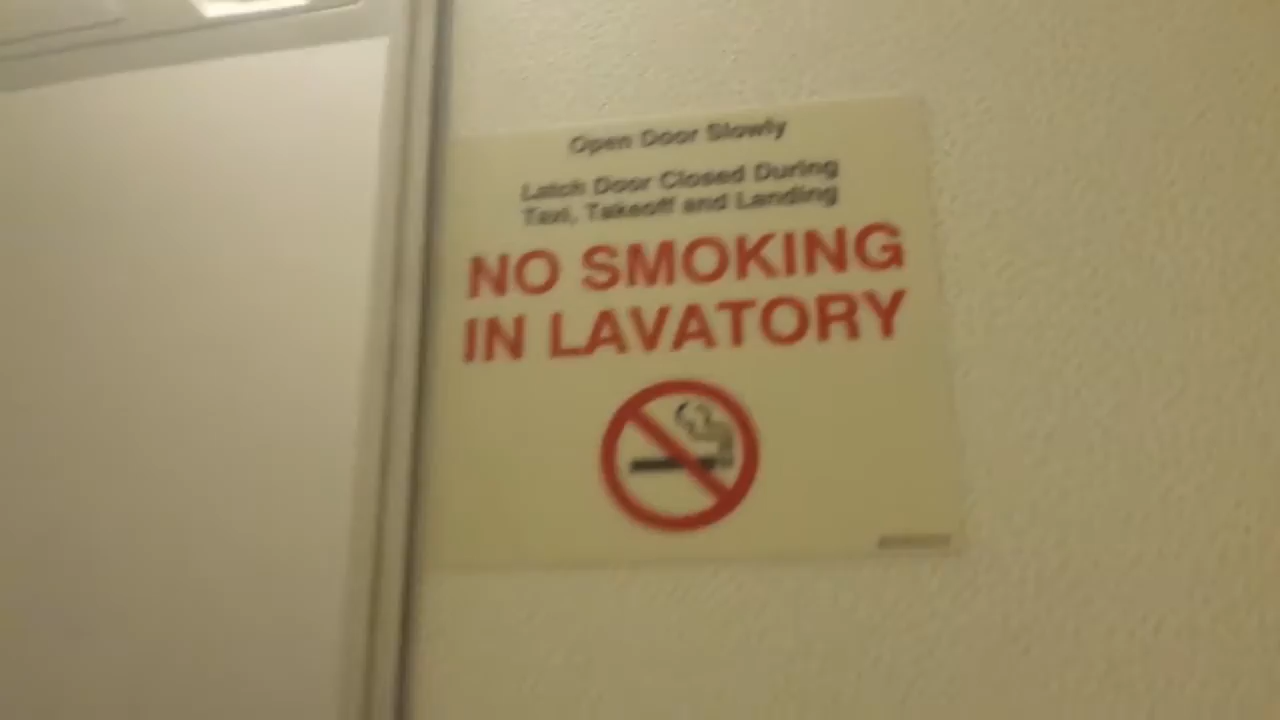 Open Door Slowly
Latch Door Closed During
Taxi, Takeoff and Landing
NO SMOKING
IN LAVATORY